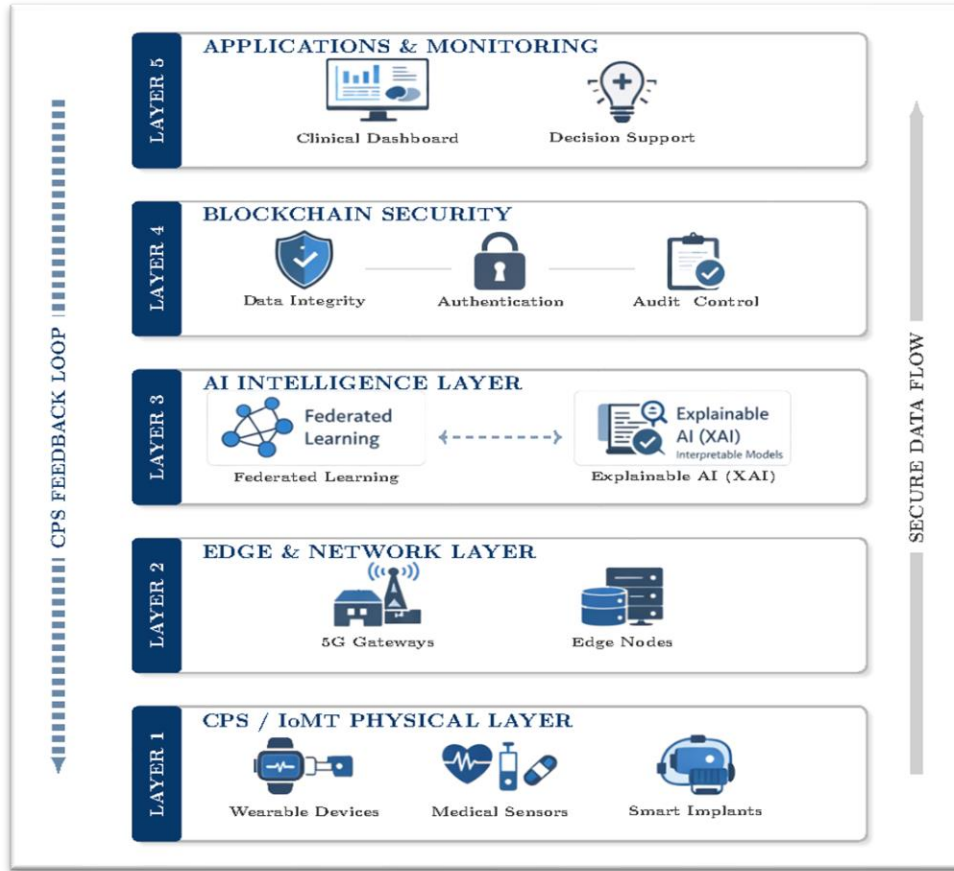 LAYER 5
APPLICATIONS & MONITORING
Clinical Dashboard
Decision Support
LAYER 4
BLOCKCHAIN SECURITY
Data Integrity
Authentication
Audit Control
LAYER 3
AI INTELLIGENCE LAYER
Federated
Learning
Federated Learning
Explainable
AI (XAI)
Interpretable Models
Explainable AI (XAI)
LAYER 2
EDGE & NETWORK LAYER
5G Gateways
Edge Nodes
LAYER 1
CPS / IoMT PHYSICAL LAYER
Wearable Devices
Medical Sensors
Smart Implants
CPS FEEDBACK LOOP
SECURE DATA FLOW